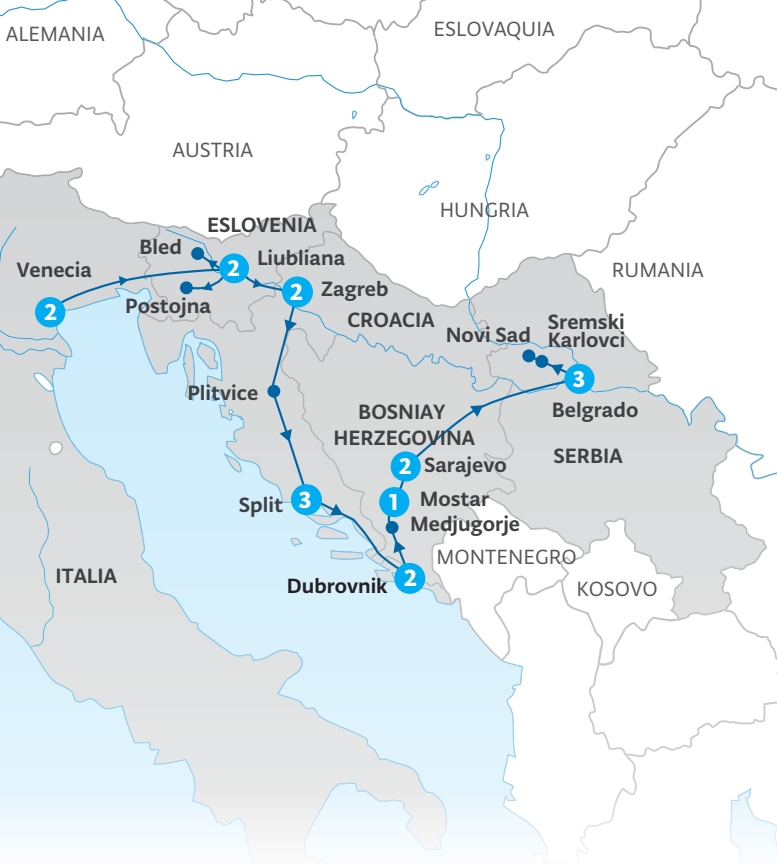 ALEMANIA
ESLOVAQUIA
AUSTRIA
HUNGRIA
ESLOVENIA
Bled
Liubliana
2
Venecia
RUMANIA
Zagreb
2
Postojna
2
CROACIA
Sremski
Novi Sad
Karlovci
3
Plitvice
Belgrado
BOSNIAY
HERZEGOVINA
SERBIA
2
Sarajevo
Split
3
1
Mostar
Medjugorje
MONTENEGRO
ITALIA
KOSOVO
Dubrovnik
2